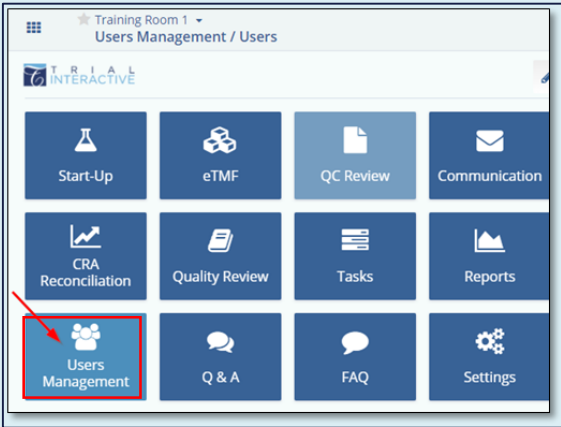 Training Room 1
Users Management / Users
TRIAL
INTERACTIVE
Start-Up
eTMF
QC Review
Communication
CRA
Reconciliation
Quality Review
Tasks
Reports
Users
Management
Q & A
FAQ
Settings